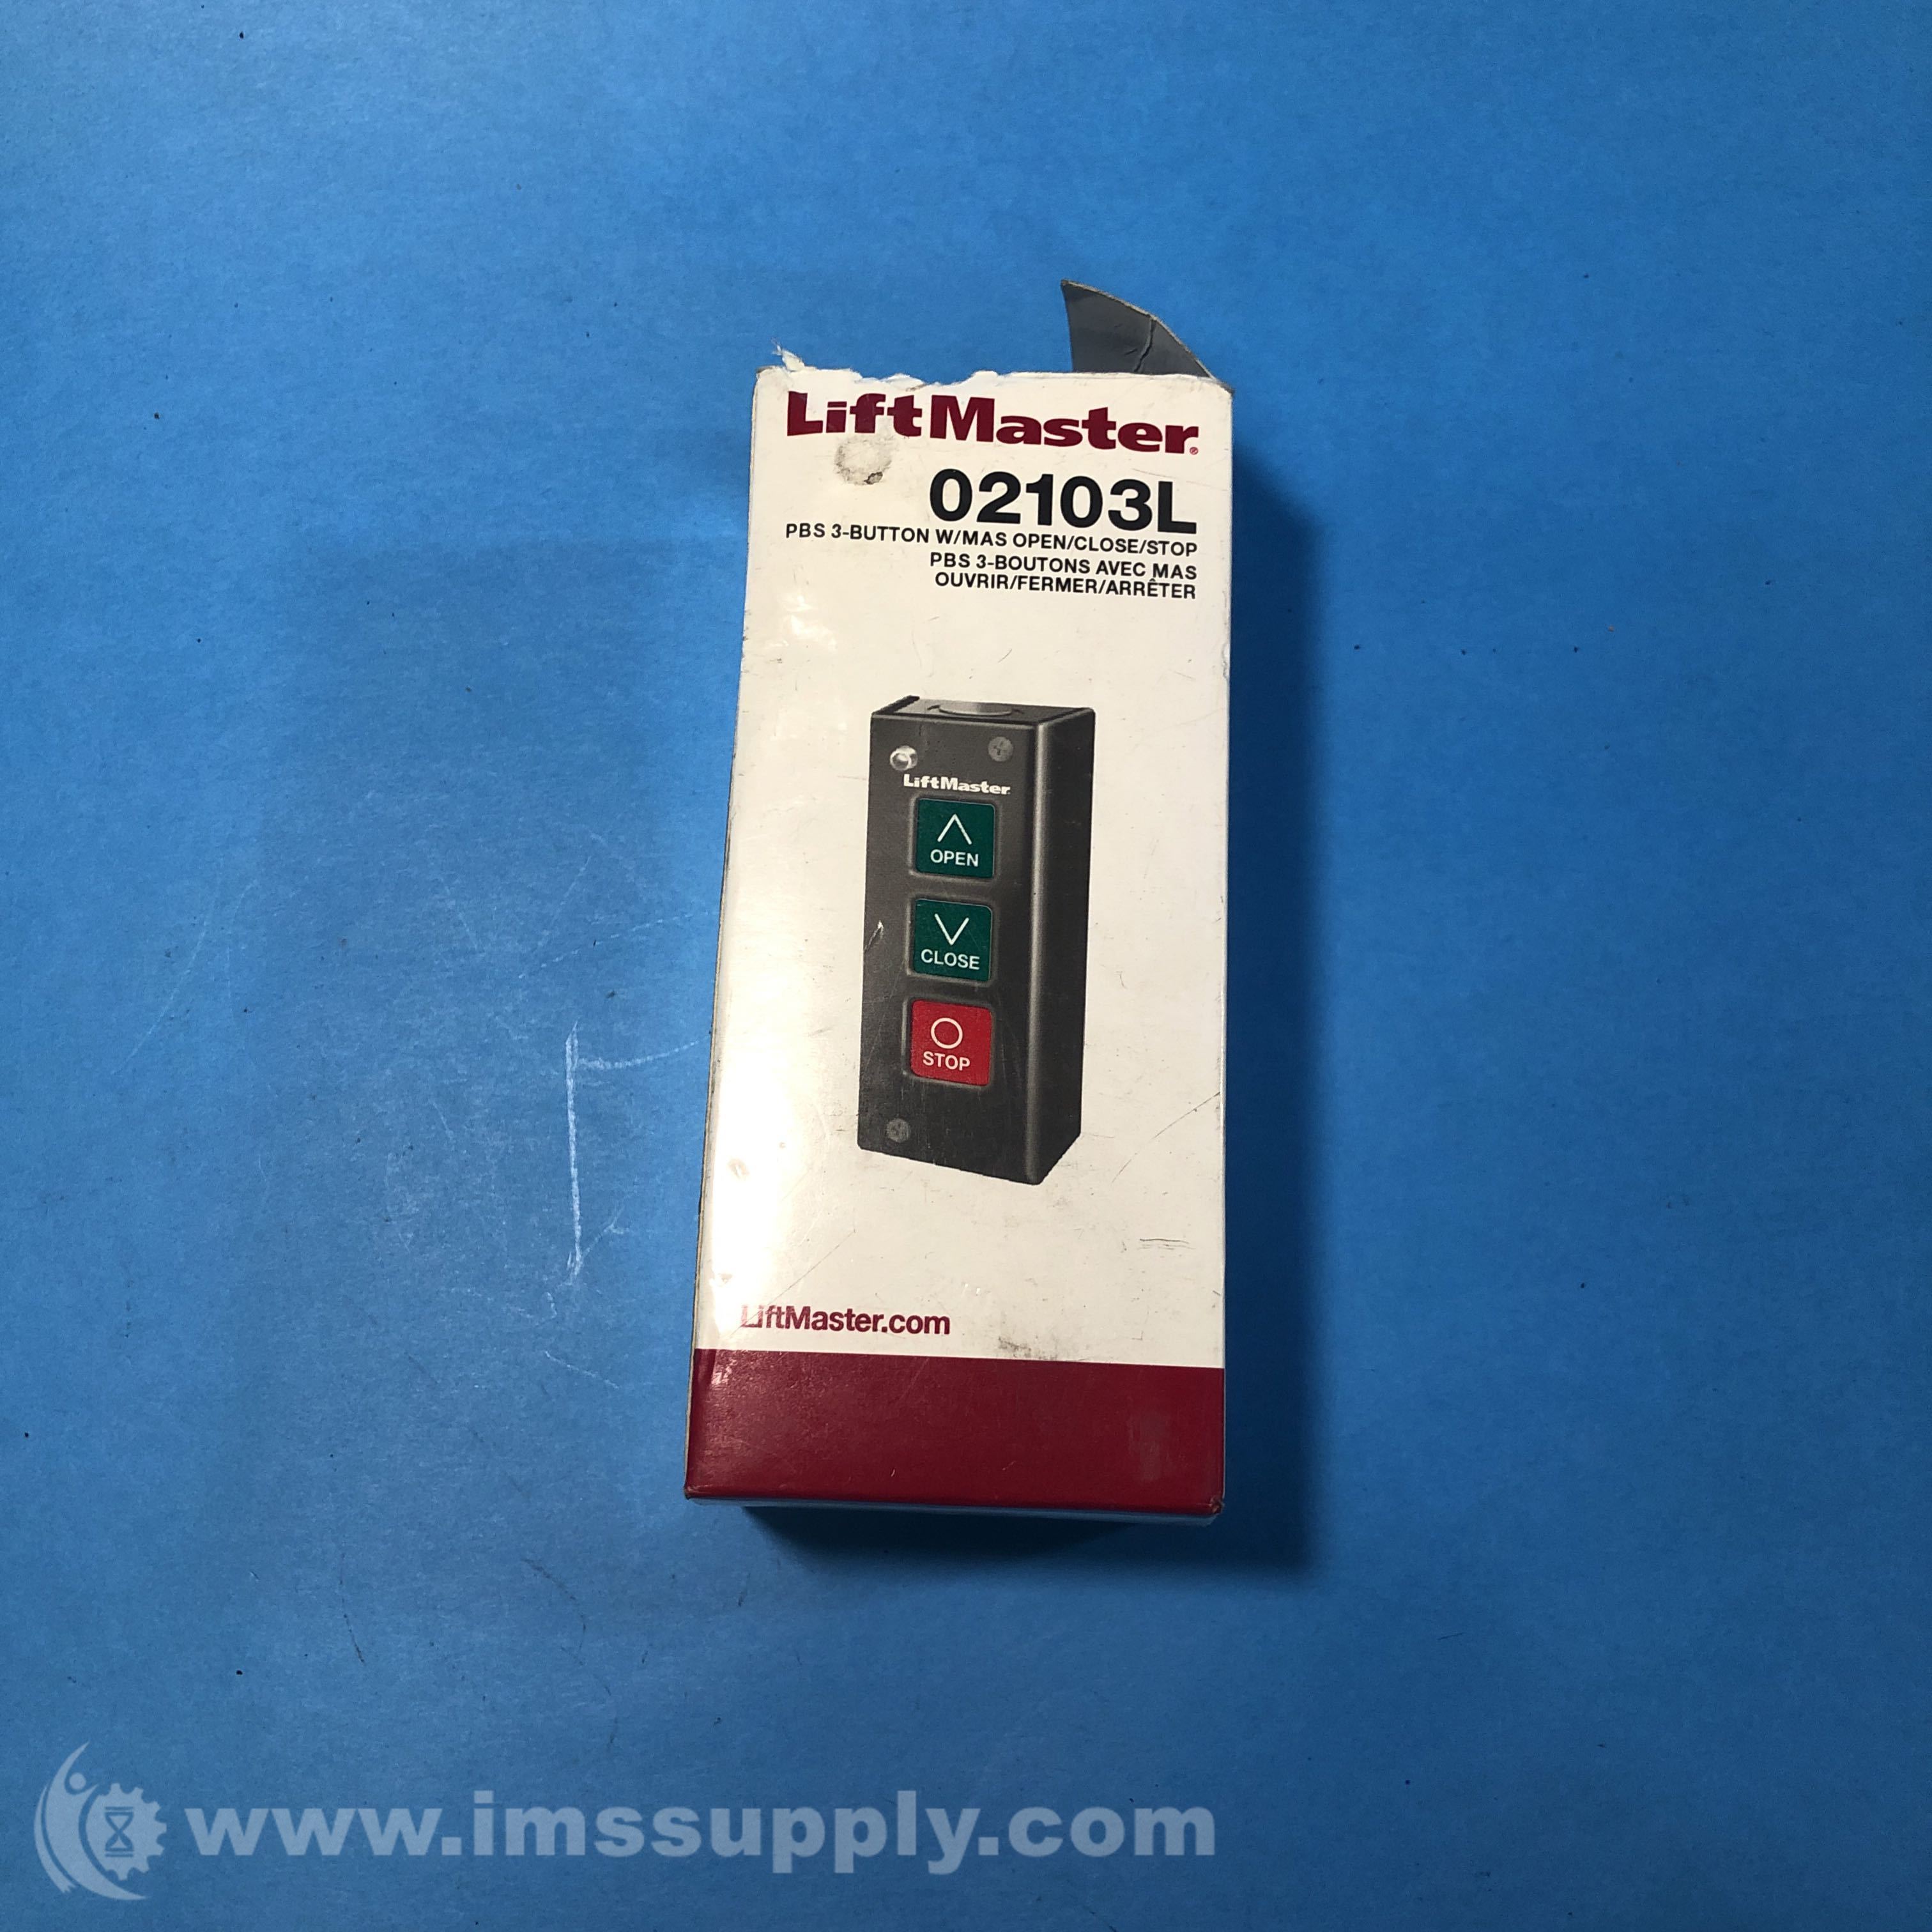 LiftMaster®
02103L
PBS 3-BUTTON W/MAS OPEN/CLOSE/STOP
PBS 3-BOUTONS AVEC MAS
OUVRIR/FERMER/ARRÊTER
LiftMaster
OPEN
CLOSE
STOP
LiftMaster.com
www.imssupply.com